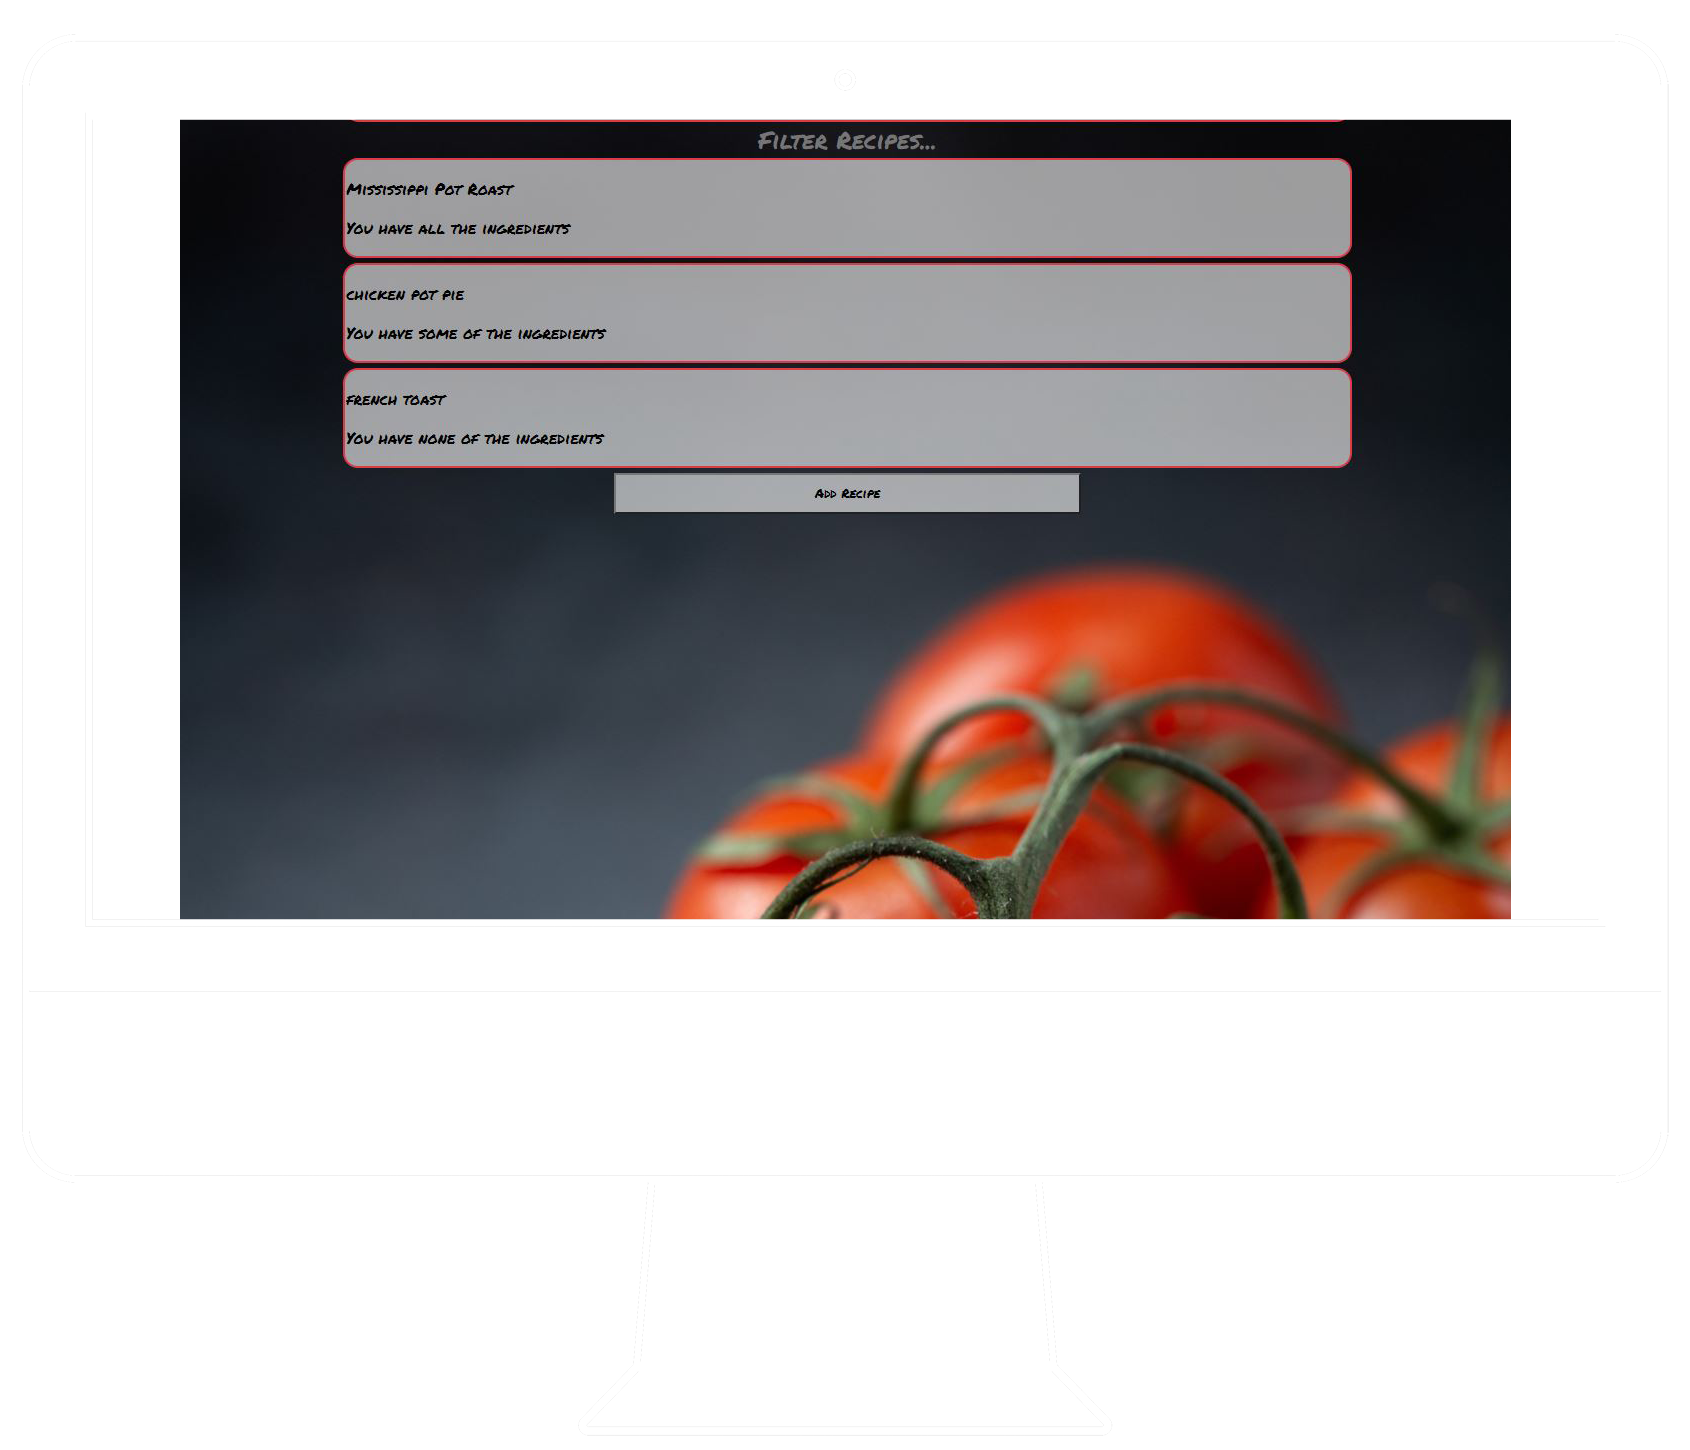 Filter Recipes...
Mississippi Pot Roast
You have all the ingredients
chicken pot pie
You have some of the ingredients
french toast
You have none of the ingredients
Add Recipe